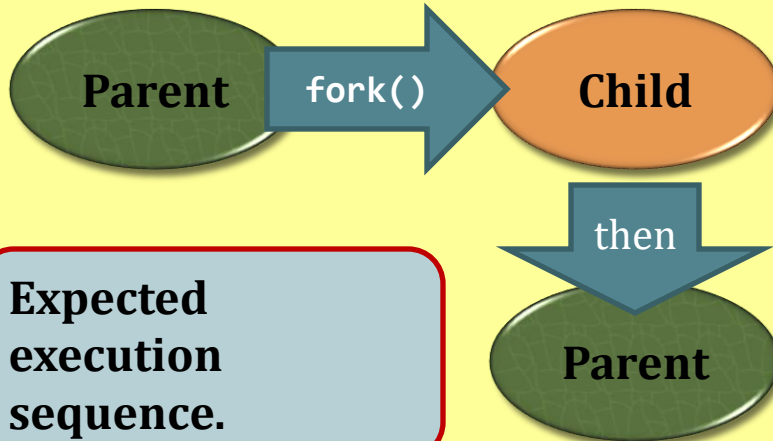 Parent
fork()
Child
then
Expected
execution
sequence.
Parent